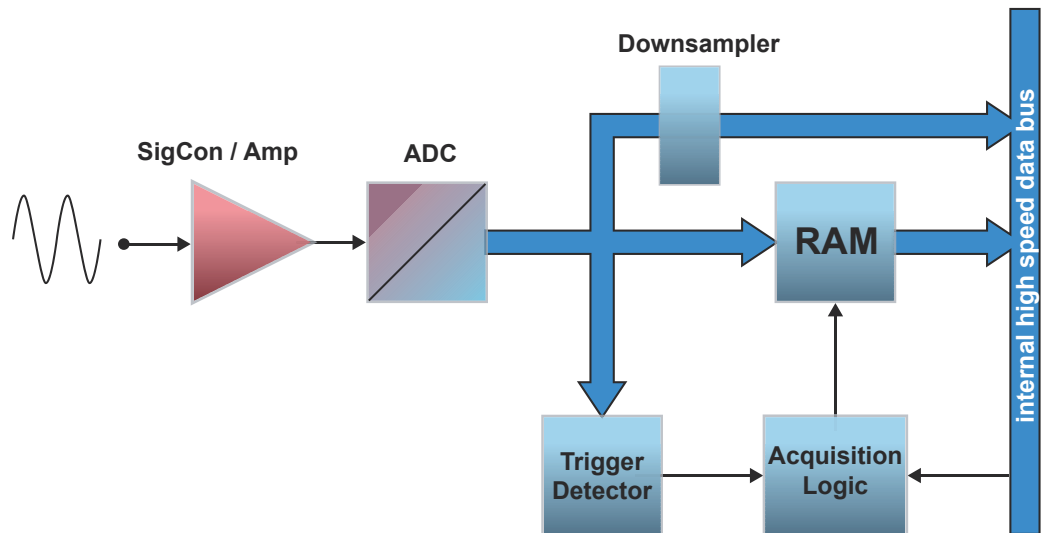 Downsampler
SigCon / Amp
ADC
RAM
internal high speed data bus
Trigger
Detector
Acquisition
Logic